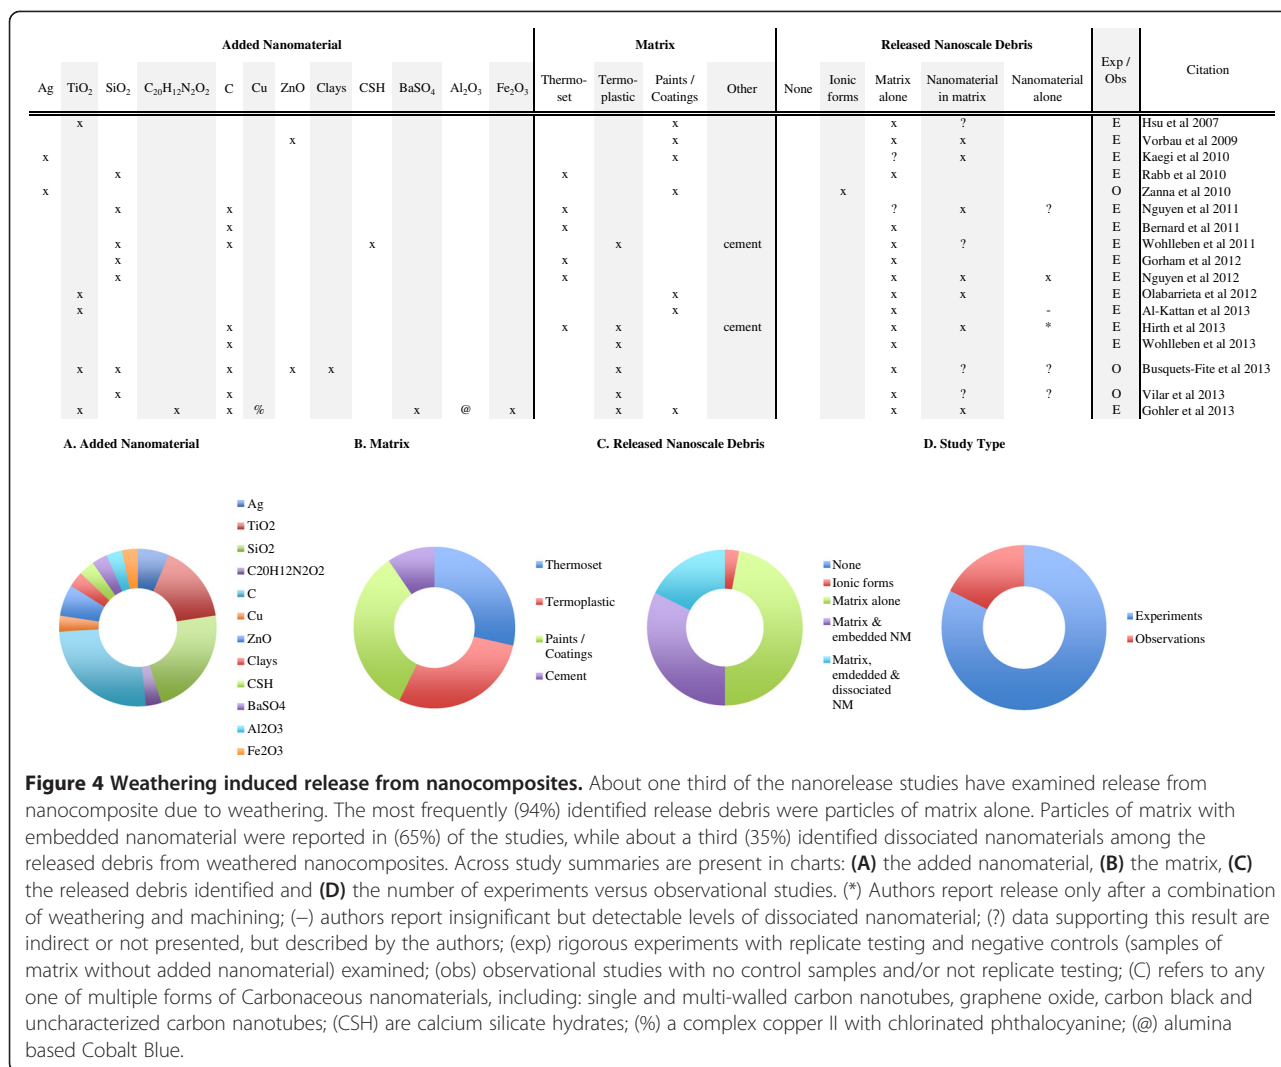 Added Nanomaterial Matrix Released Nanoscale Debris Exp / Obs Citation
Ag TiO2 SiO2 C20H12N2O2 C Cu ZnO Clays CSH BaSO4 Al2O3 Fe2O3 Thermo-set Termo-plastic Paints / Coatings Other None Ionic forms Matrix alone Nanomaterial in matrix Nanomaterial alone
x x x ? E Hsu et al 2007
x x x x E Vorbau et al 2009
x x ? x E Kaegi et al 2010
x x x E Rabb et al 2010
x x x O Zanna et al 2010
x x x ? x ? E Nguyen et al 2011
x x x E Bernard et al 2011
x x x x cement x ? E Wohlleben et al 2011
x x x E Gorham et al 2012
x x x x x E Nguyen et al 2012
x x x x E Olabarrieta et al 2012
x x x - E Al-Kattan et al 2013
x x x cement x x * E Hirth et al 2013
x x x E Wohlleben et al 2013
x x x x x x x ? ? O Busquets-Fite et al 2013
x x x x ? ? O Vilar et al 2013
x x x % x @ x x x x x E Gohler et al 2013
A. Added Nanomaterial B. Matrix C. Released Nanoscale Debris D. Study Type
Ag
TiO2
SiO2
C20H12N2O2
C
Cu
ZnO
Clays
CSH
BaSO4
Al2O3
Fe2O3
Thermoset
Termoplastic
Paints /
Coatings
Cement
None
Ionic forms
Matrix alone
Matrix &
embedded NM
Matrix,
emdedded &
dissociated
NM
Experiments
Observations
Figure 4 Weathering induced release from nanocomposites. About one third of the nanorelease studies have examined release from
nanocomposite due to weathering. The most frequently (94%) identified release debris were particles of matrix alone. Particles of matrix with
embedded nanomaterial were reported in (65%) of the studies, while about a third (35%) identified dissociated nanomaterials among the
released debris from weathered nanocomposites. Across study summaries are present in charts: (A) the added nanomaterial, (B) the matrix, (C)
the released debris identified and (D) the number of experiments versus observational studies. (*) Authors report release only after a combination
of weathering and machining; (−) authors report insignificant but detectable levels of dissociated nanomaterial; (?) data supporting this result are
indirect or not presented, but described by the authors; (exp) rigorous experiments with replicate testing and negative controls (samples of
matrix without added nanomaterial) examined; (obs) observational studies with no control samples and/or not replicate testing; (C) refers to any
one of multiple forms of Carbonaceous nanomaterials, including: single and multi-walled carbon nanotubes, graphene oxide, carbon black and
uncharacterized carbon nanotubes; (CSH) are calcium silicate hydrates; (%) a complex copper II with chlorinated phthalocyanine; (@) alumina
based Cobalt Blue.